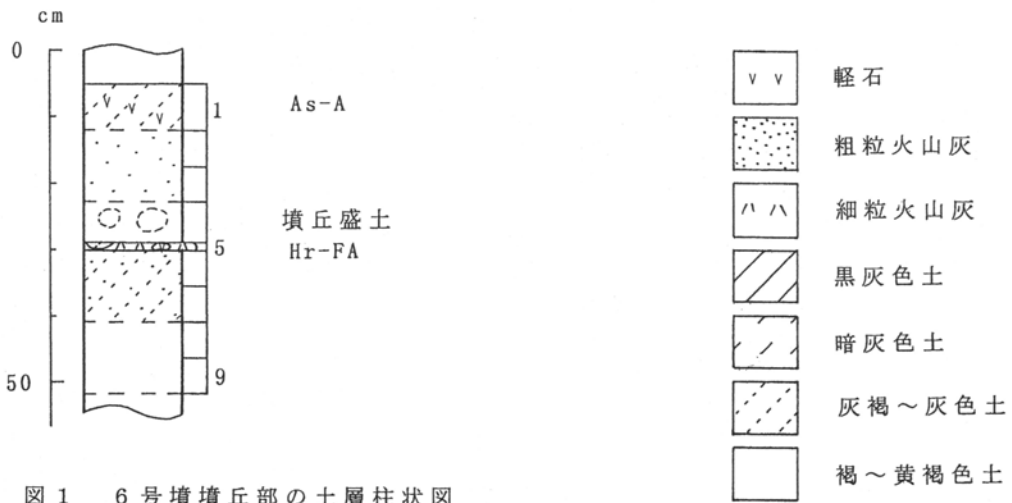 cm
0
50
1
5
9
As-A
墳丘盛土
Hr-FA
軽石
粗粒火山灰
細粒火山灰
黒灰色土
暗灰色土
灰褐～灰色土
褐～黄褐色土
図1 6号墳墳丘部の土層柱状図